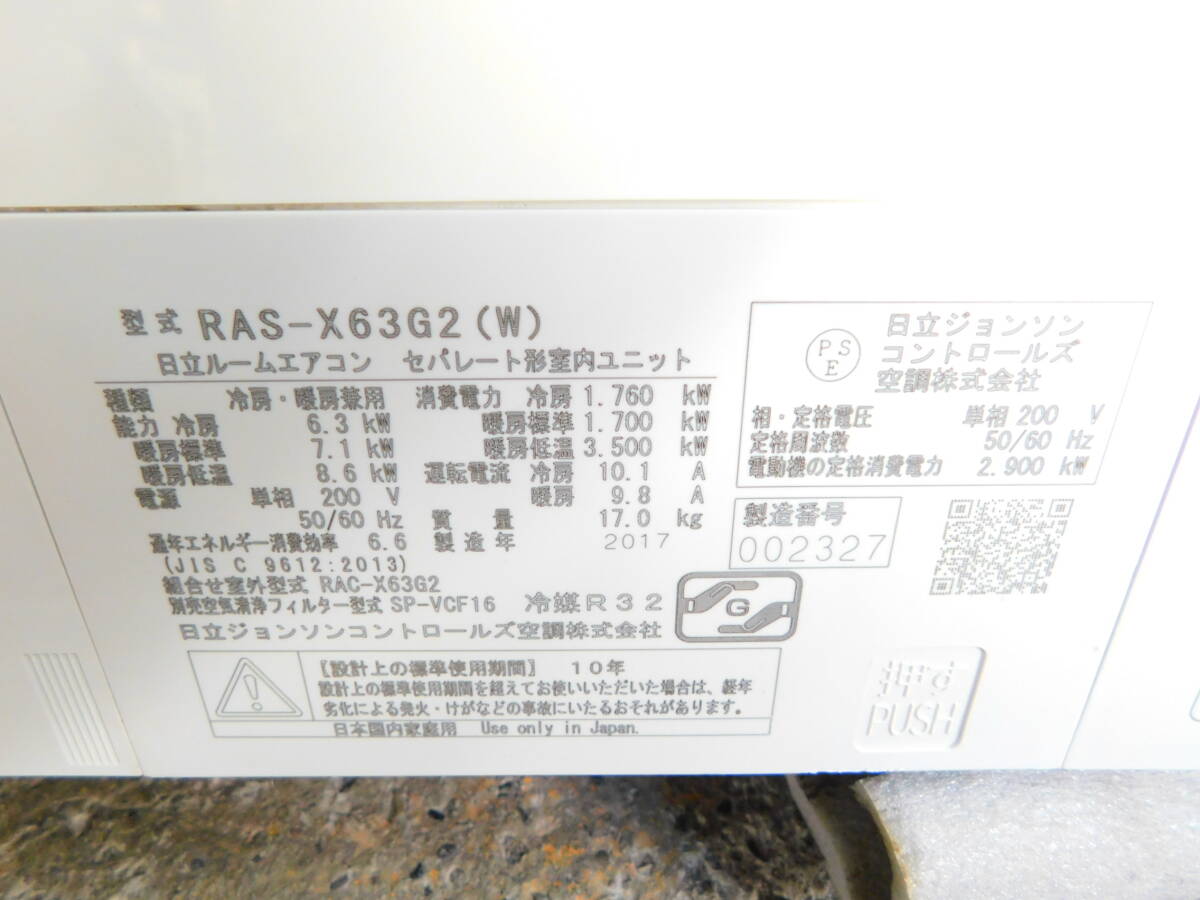 型式 RAS-X63G2(W)
日立ルームエアコン セパレート形室内ユニット
種類 冷房・暖房兼用 消費電力 冷房 1.760 kW
能力 冷房 6.3 kW 暖房標準 1.700 kW
暖房標準 7.1 kW 暖房低温 3.500 kW
暖房低温 8.6 kW 運転電流 冷房 10.1 A
電源 単相 200 V 暖房 9.8 A
50/60 Hz 質量 17.0 kg
通年エネルギー消費効率 6.6 製造年 2017
(JIS C 9612:2013)
組合せ室外型式 RAC-X63G2
別売空気清浄フィルター型式 SP-VCF16 冷媒R32
日立ジョンソンコントロールズ空調株式会社
G
【設計上の標準使用期間】 10年
設計上の標準使用期間を超えてお使いいただいた場合は、経年
劣化による発火・けがなどの事故にいたるおそれがあります。
日本国内家庭用 Use only in Japan.
PSE
日立ジョンソン
コントロールズ
空調株式会社
相・定格電圧 単相 200 V
定格周波数 50/60 Hz
電動機の定格消費電力 2.900 kW
製造番号
002327
押す
PUSH